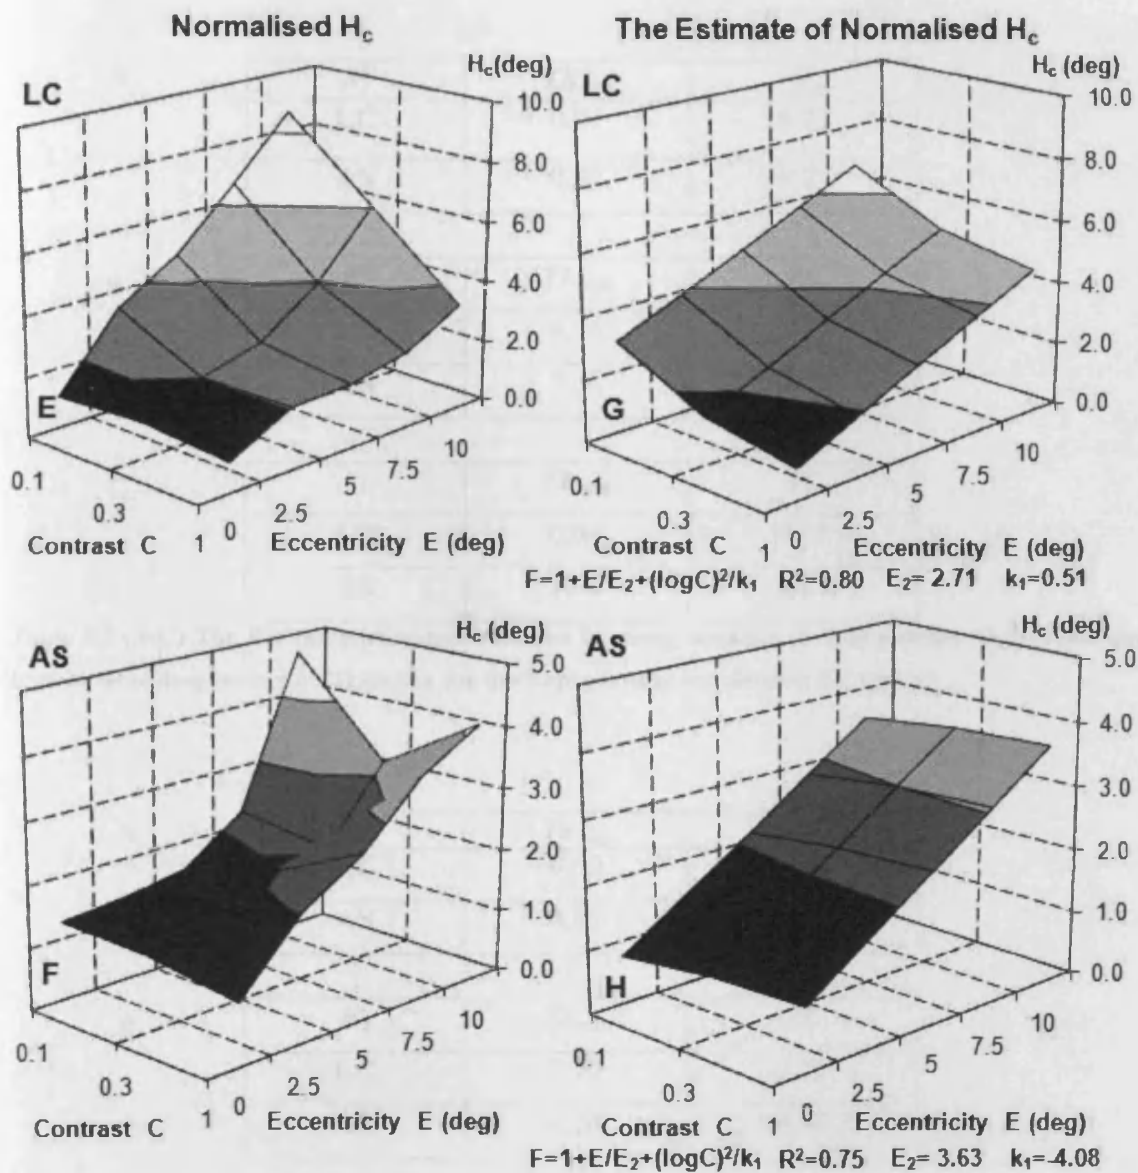 Normalised Hc
The Estimate of Normalised Hc
LC
Hc(deg)
10.0
8.0
6.0
4.0
2.0
0.0
E
0.1
0.3
1
0
2.5
5
7.5
10
Contrast C
Eccentricity E (deg)
LC
Hc (deg)
10.0
8.0
6.0
4.0
2.0
0.0
G
0.1
0.3
1
0
2.5
5
7.5
10
Contrast C
Eccentricity E (deg)
F=1+E/E2+(logC)²/k1 R²=0.80 E2= 2.71 k1=0.51
AS
Hc(deg)
5.0
4.0
3.0
2.0
1.0
0.0
F
0.1
0.3
1
0
2.5
5
7.5
10
Contrast C
Eccentricity E (deg)
AS
Hc (deg)
5.0
4.0
3.0
2.0
1.0
0.0
H
0.1
0.3
1
0
2.5
5
7.5
10
Contrast C
Eccentricity E (deg)
F=1+E/E2+(logC)²/k1 R²=0.75 E2= 3.63 k1=-4.08